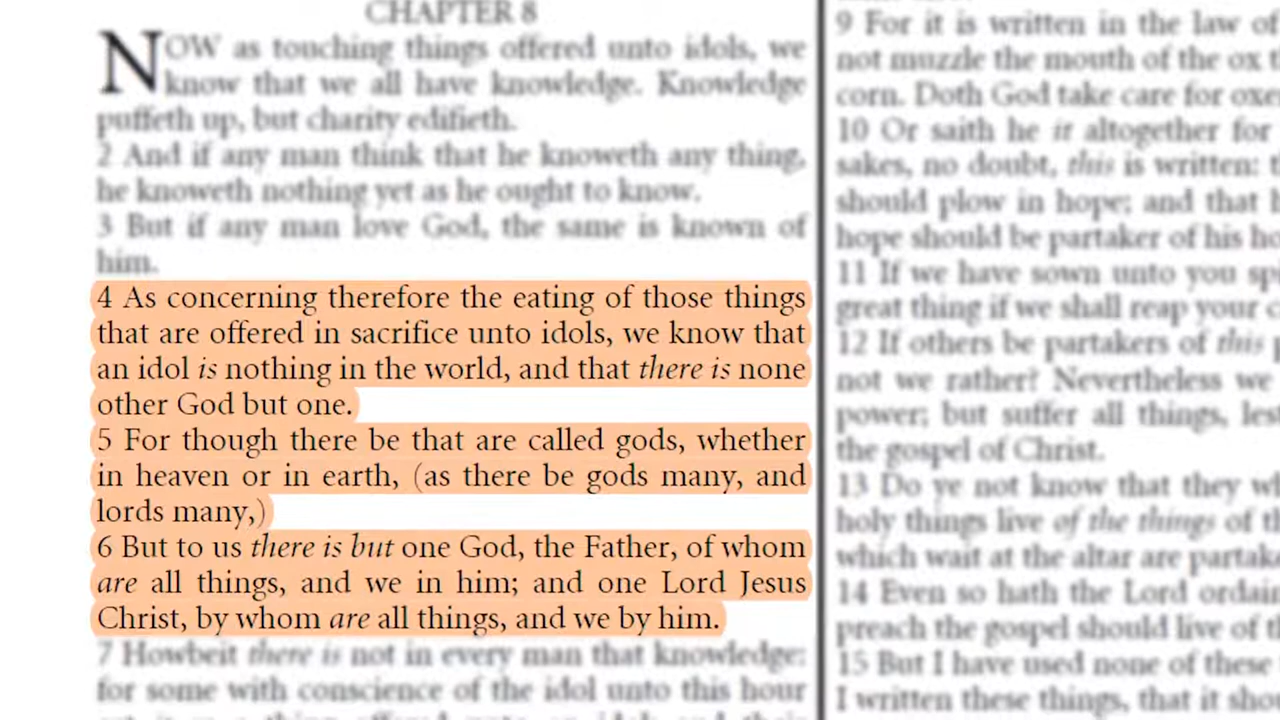 CHAPTER 8
NOW as touching things offered unto idols, we
know that we all have knowledge. Knowledge
puffeth up, but charity edifieth.
2 And if any man think that he knoweth any thing,
he knoweth nothing yet as he ought to know.
3 But if any man love God, the same is known of
him.
4 As concerning therefore the eating of those things
that are offered in sacrifice unto idols, we know that
an idol is nothing in the world, and that there is none
other God but one.
5 For though there be that are called gods, whether
in heaven or in earth, (as there be gods many, and
lords many,)
6 But to us there is but one God, the Father, of whom
are all things, and we in him; and one Lord Jesus
Christ, by whom are all things, and we by him.
7 Howbeit there is not in every man that knowledge:
for some with conscience of the idol unto this hour
9 For it is written in the law of
not muzzle the mouth of the ox
corn. Doth God take care for
10 Or saith he it altogether for
sakes, no doubt, this is written:
should plow in hope; and that
hope should be partaker of his
11 If we have sown unto you
great thing if we shall reap your
12 If others be partakers of this
not we rather? Nevertheless we
power; but suffer all things,
the gospel of Christ.
13 Do ye not know that they
holy things live of the things of
which wait at the altar are
14 Even so hath the Lord
preach the gospel should live of
15 But I have used none of these
I written these things, that it